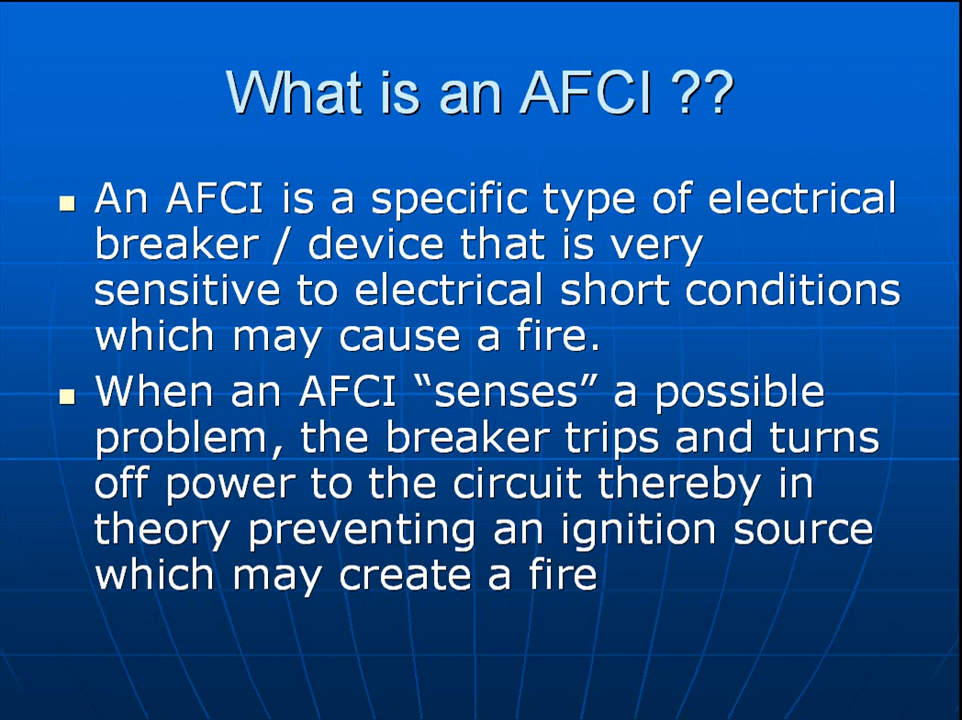 What is an AFCI ??
An AFCI is a specific type of electrical
breaker / device that is very
sensitive to electrical short conditions
which may cause a fire.
When an AFCI “senses” a possible
problem, the breaker trips and turns
off power to the circuit thereby in
theory preventing an ignition source
which may create a fire